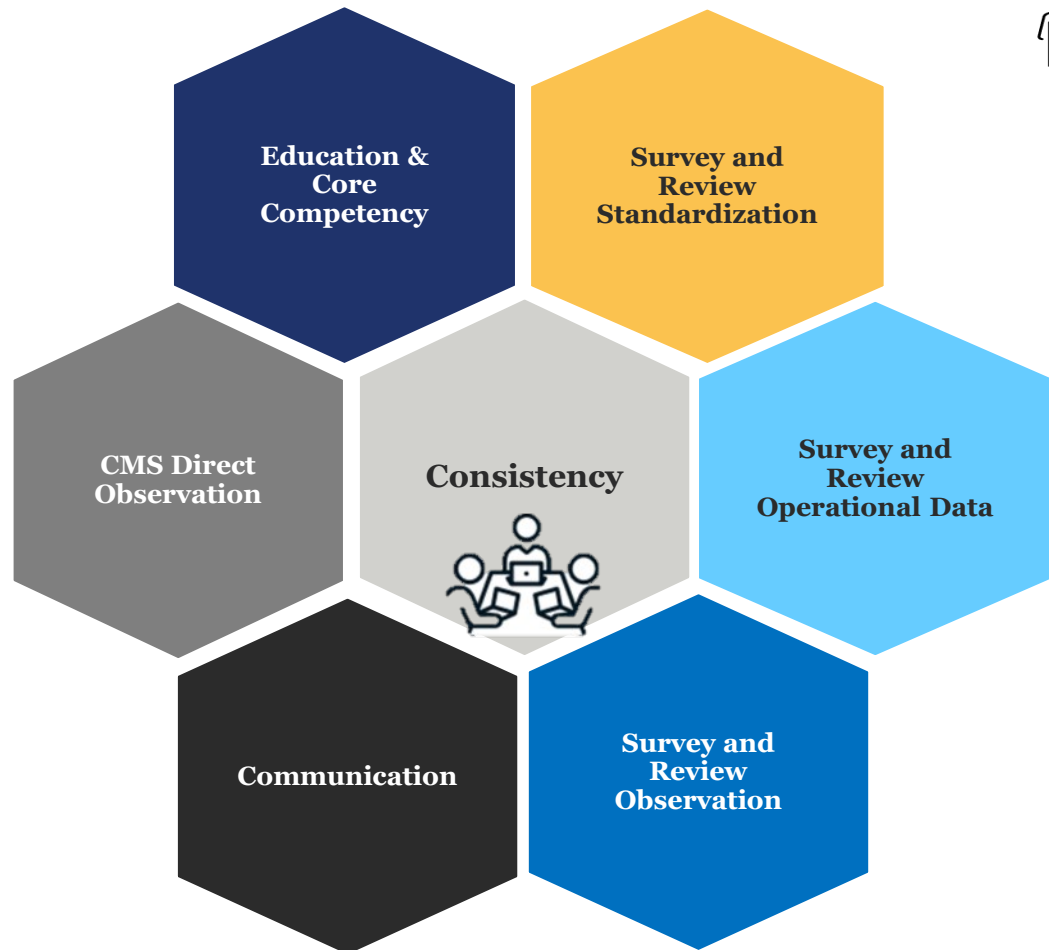 Education &
Core
Competency
Survey and
Review
Standardization
CMS Direct
Observation
Consistency
Survey and
Review
Operational Data
Communication
Survey and
Review
Observation